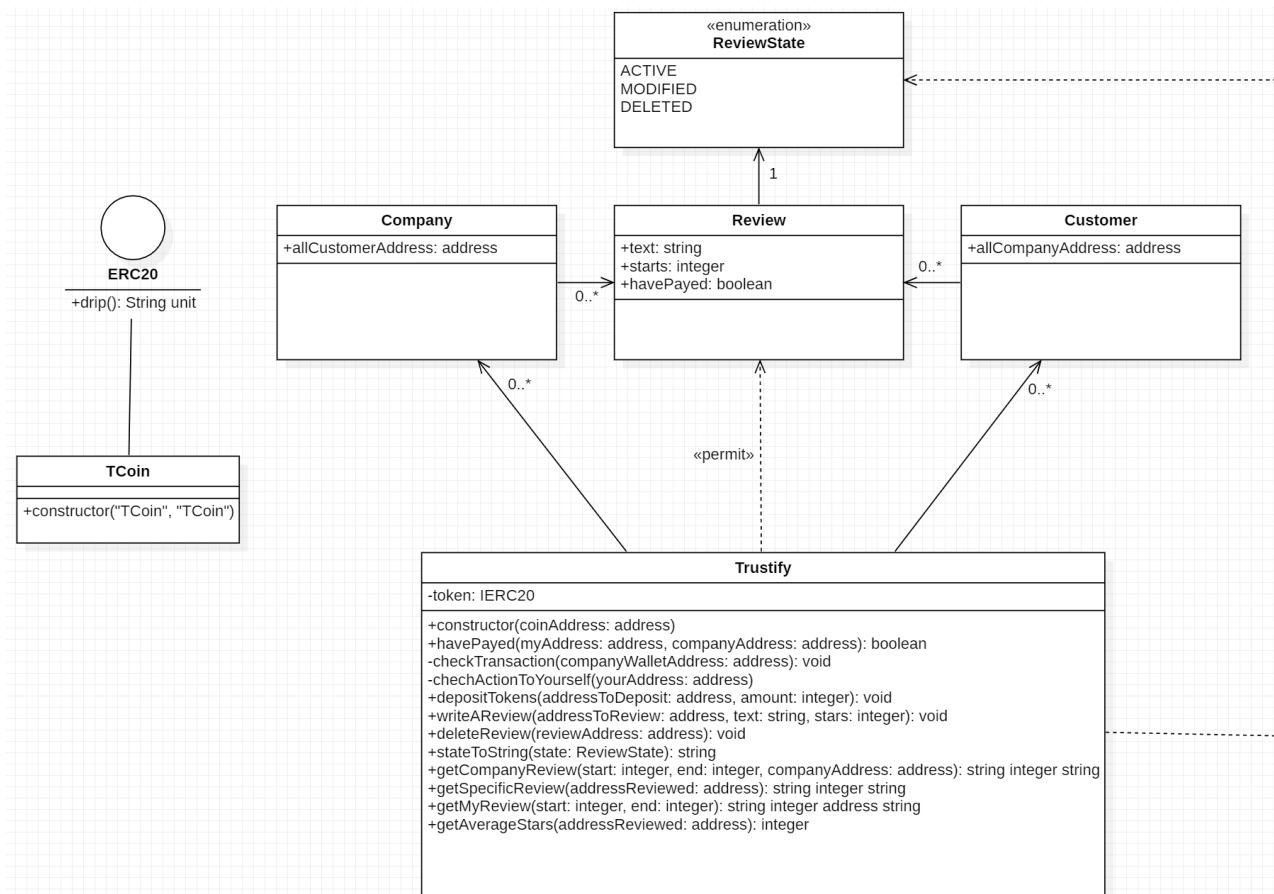 «enumeration»
ReviewState
ACTIVE
MODIFIED
DELETED
1
ERC20
+drip(): String unit
Company
+allCustomerAddress: address
0..*
Review
+text: string
+starts: integer
+havePayed: boolean
0..*
Customer
+allCompanyAddress: address
0..*
0..*
«permit»
TCoin
+constructor("TCoin", "TCoin")
Trustify
-token: IERC20
+constructor(coinAddress: address)
+havePayed(myAddress: address, companyAddress: address): boolean
-checkTransaction(companyWalletAddress: address): void
-chechActionToYourself(yourAddress: address)
+depositTokens(addressToDeposit: address, amount: integer): void
+writeAReview(addressToReview: address, text: string, stars: integer): void
+deleteReview(reviewAddress: address): void
+stateToString(state: ReviewState): string
+getCompanyReview(start: integer, end: integer, companyAddress: address): string integer string
+getSpecificReview(addressReviewed: address): string integer string
+getMyReview(start: integer, end: integer): string integer address string
+getAverageStars(addressReviewed: address): integer